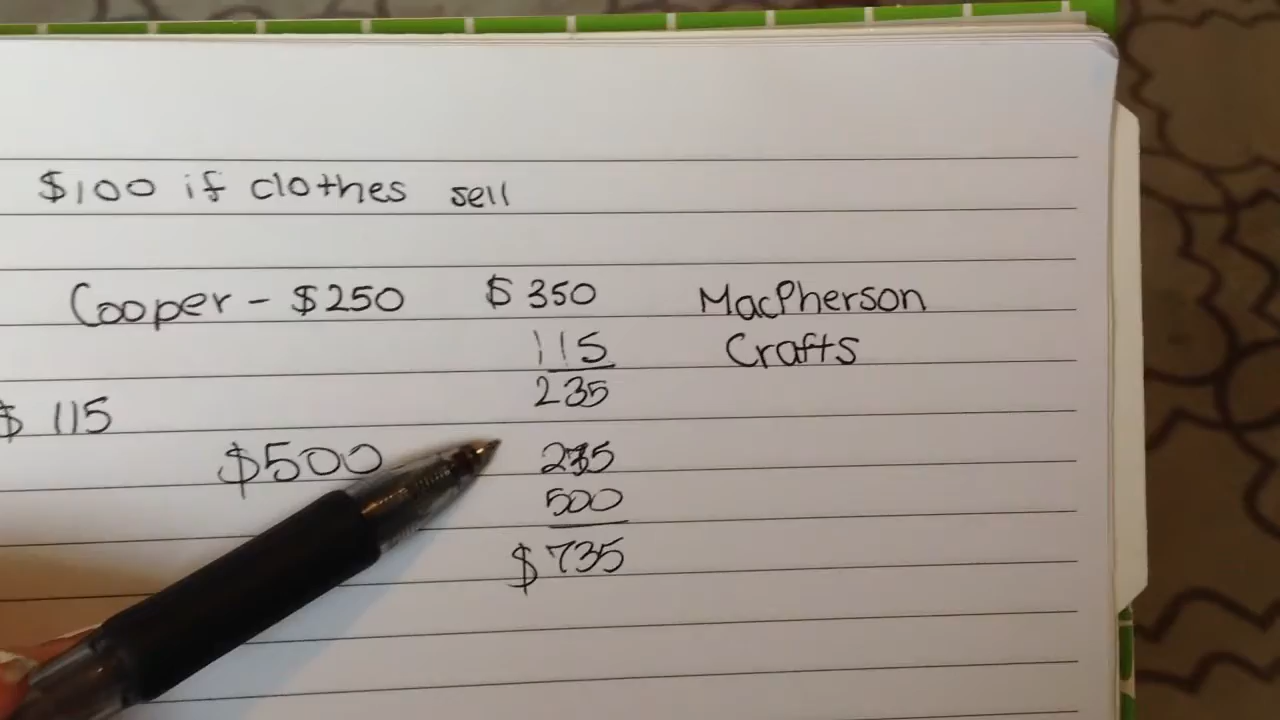 $100 if clothes sell
Cooper - $250 $350 MacPherson
115 Crafts
235
$ 115
$500 235
500
$735